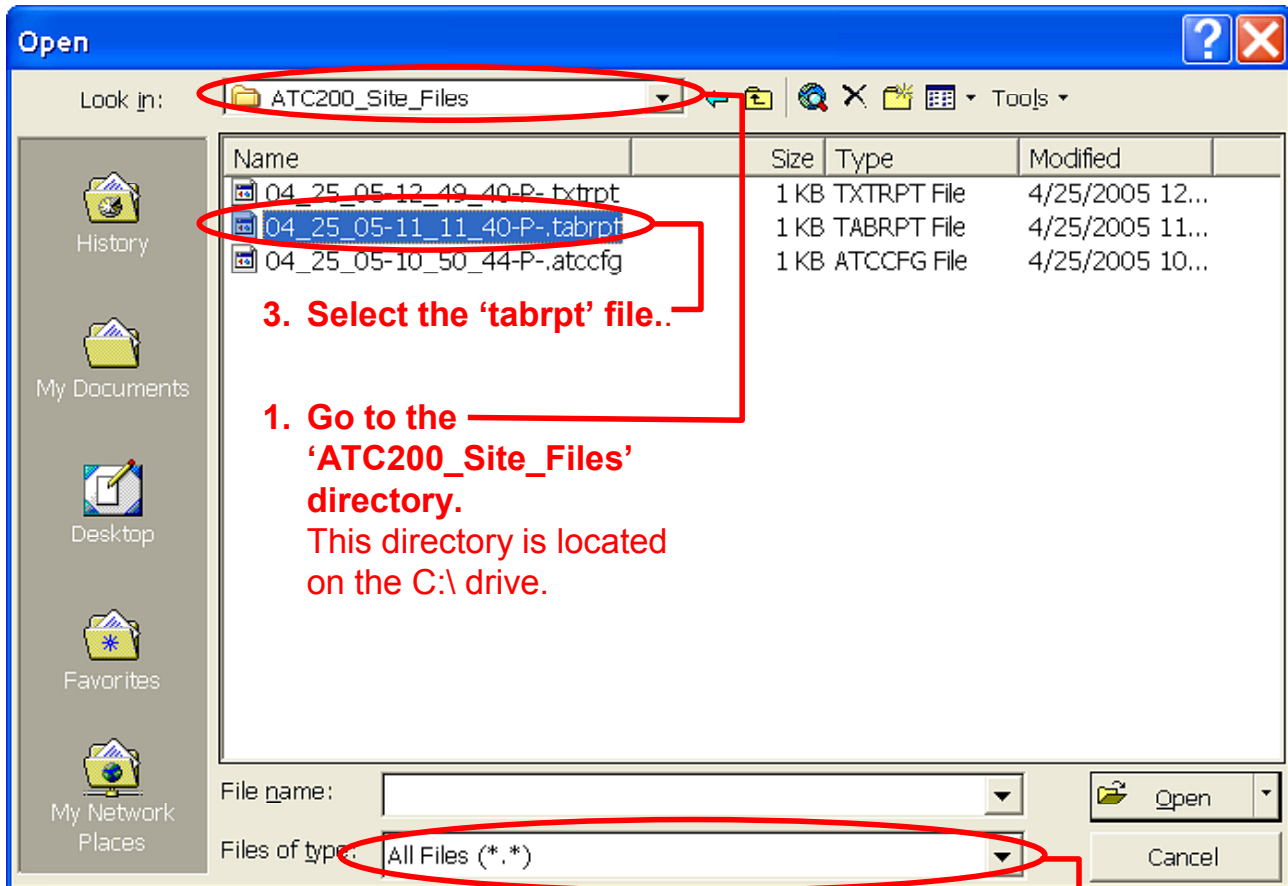 Open
Look in:
ATC200_Site_Files
Tools
Name
Size
Type
Modified
04_25_05-12_49_40-P-.txtrpt
1 KB
TXTRPT File
4/25/2005 12...
04_25_05-11_11_40-P-.tabrpt
1 KB
TABRPT File
4/25/2005 11...
04_25_05-10_50_44-P-.atccfg
1 KB
ATCCFG File
4/25/2005 10...
3. Select the ‘tabrpt’ file..
1. Go to the
‘ATC200_Site_Files’
directory.
This directory is located
on the C:\ drive.
History
My Documents
Desktop
Favorites
My Network
Places
File name:
Open
Files of type:
All Files (*.*)
Cancel